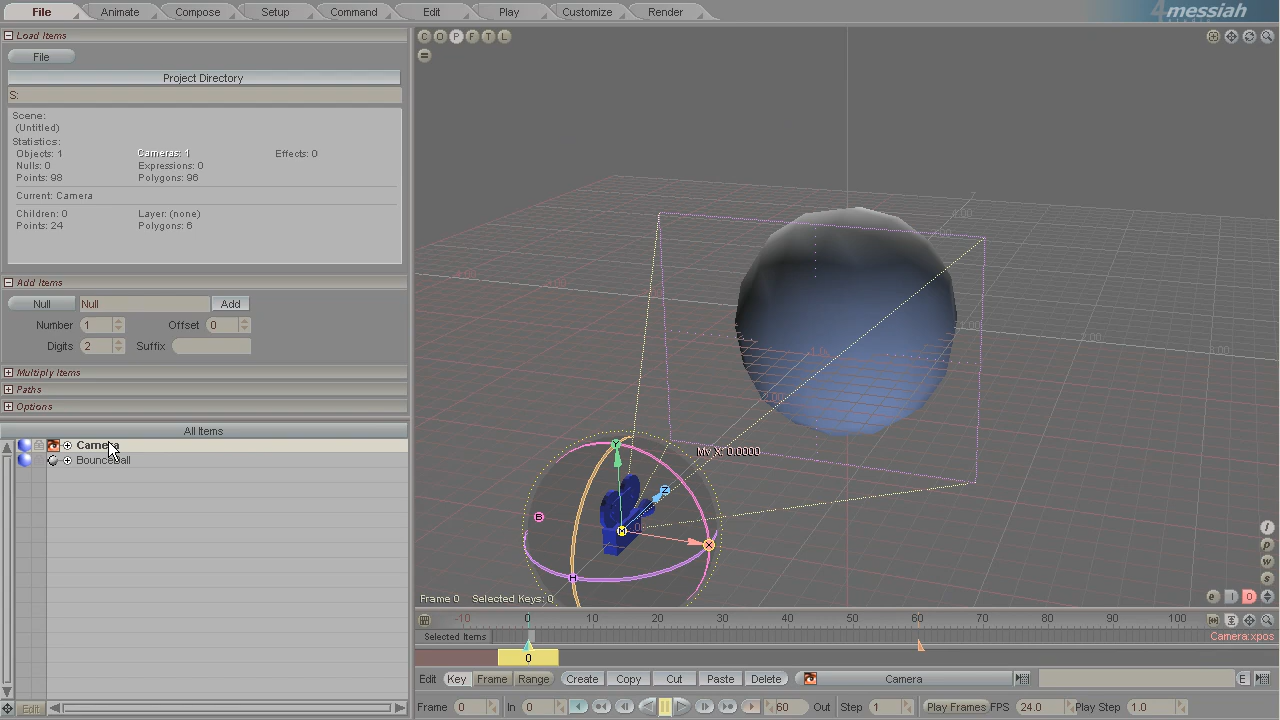 File Animate Compose Setup Command Edit Play Customize Render 4messiah
Load Items
File
Project Directory
S:
Scene:
(Untitled)
Statistics:
Objects: 1 Cameras: 1 Effects: 0
Nulls: 0 Expressions: 0
Points: 98 Polygons: 96
Current: Camera
Children: 0 Layer: (none)
Points: 24 Polygons: 6
Add Items
Null Null Add
Number 1 Offset 0
Digits 2 Suffix
Multiply Items
Paths
Options
All Items
Camera
C O P F T L
Mv X: 0.0000
Y
Z
B
M
X
H
Frame 0 Selected Keys: 0
p
w
s
e I 0
-10 0 10 20 30 40 50 60 70 80 90 100
Selected Items Camera:xpos
0
Edit Key Frame Range Create Copy Cut Paste Delete Camera E
Edit Frame 0 In 0 60 Out Step 1 Play Frames FPS 24.0 Play Step 1.0